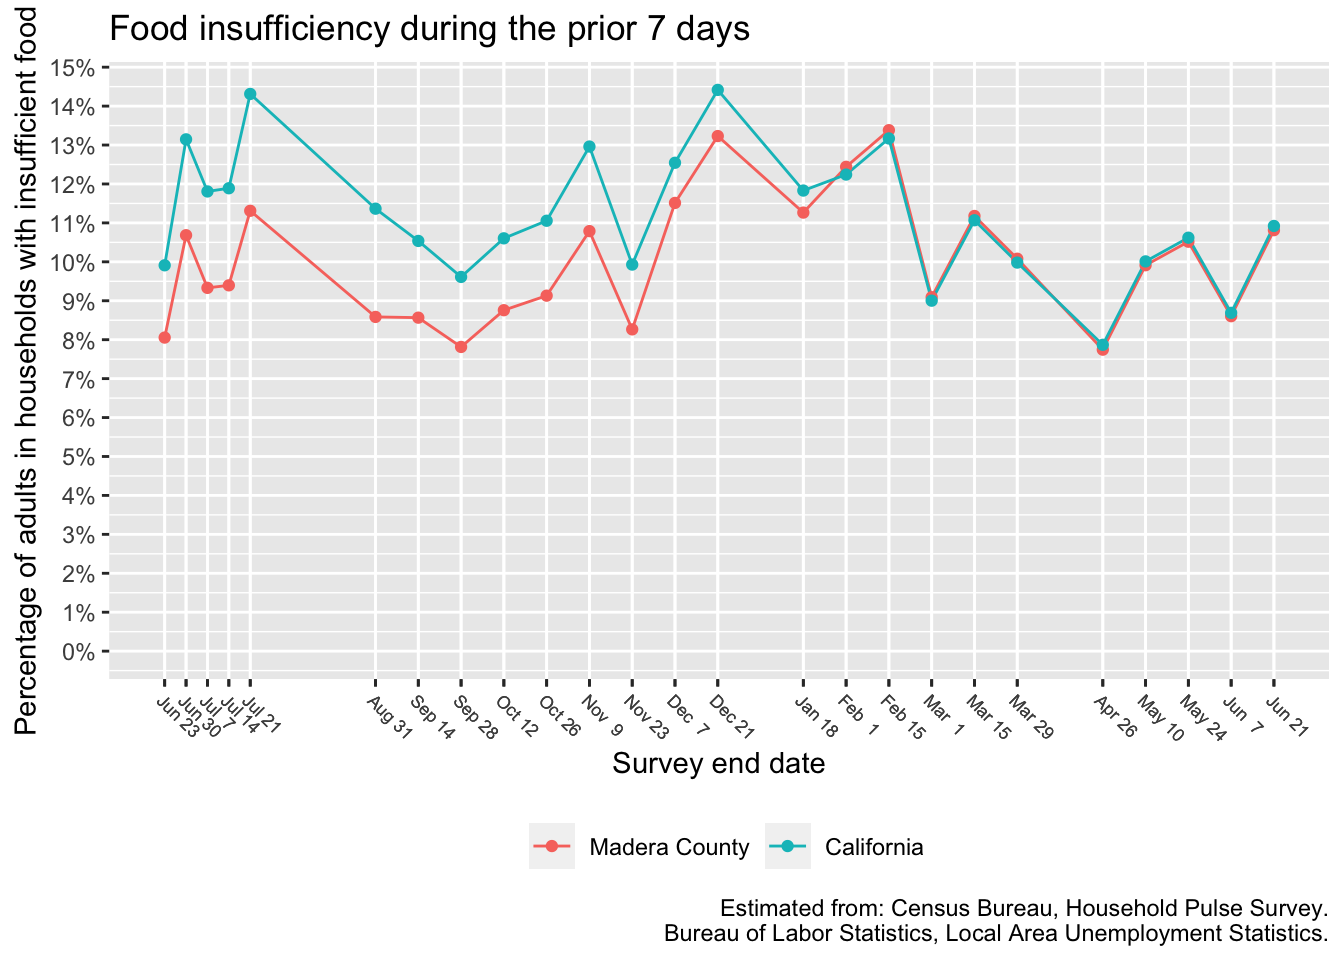 Food insufficiency during the prior 7 days
Percentage of adults in households with insufficient food
15%
14%
13%
12%
11%
10%
9%
8%
7%
6%
5%
4%
3%
2%
1%
0%
Jun 23
Jun 30
Jul 7
Jul 14
Jul 21
Aug 31
Sep 14
Sep 28
Oct 12
Oct 26
Nov 9
Nov 23
Dec 7
Dec 21
Jan 18
Feb 1
Feb 15
Mar 1
Mar 15
Mar 29
Apr 26
May 10
May 24
Jun 7
Jun 21
Survey end date
Madera County
California
Estimated from: Census Bureau, Household Pulse Survey.
Bureau of Labor Statistics, Local Area Unemployment Statistics.